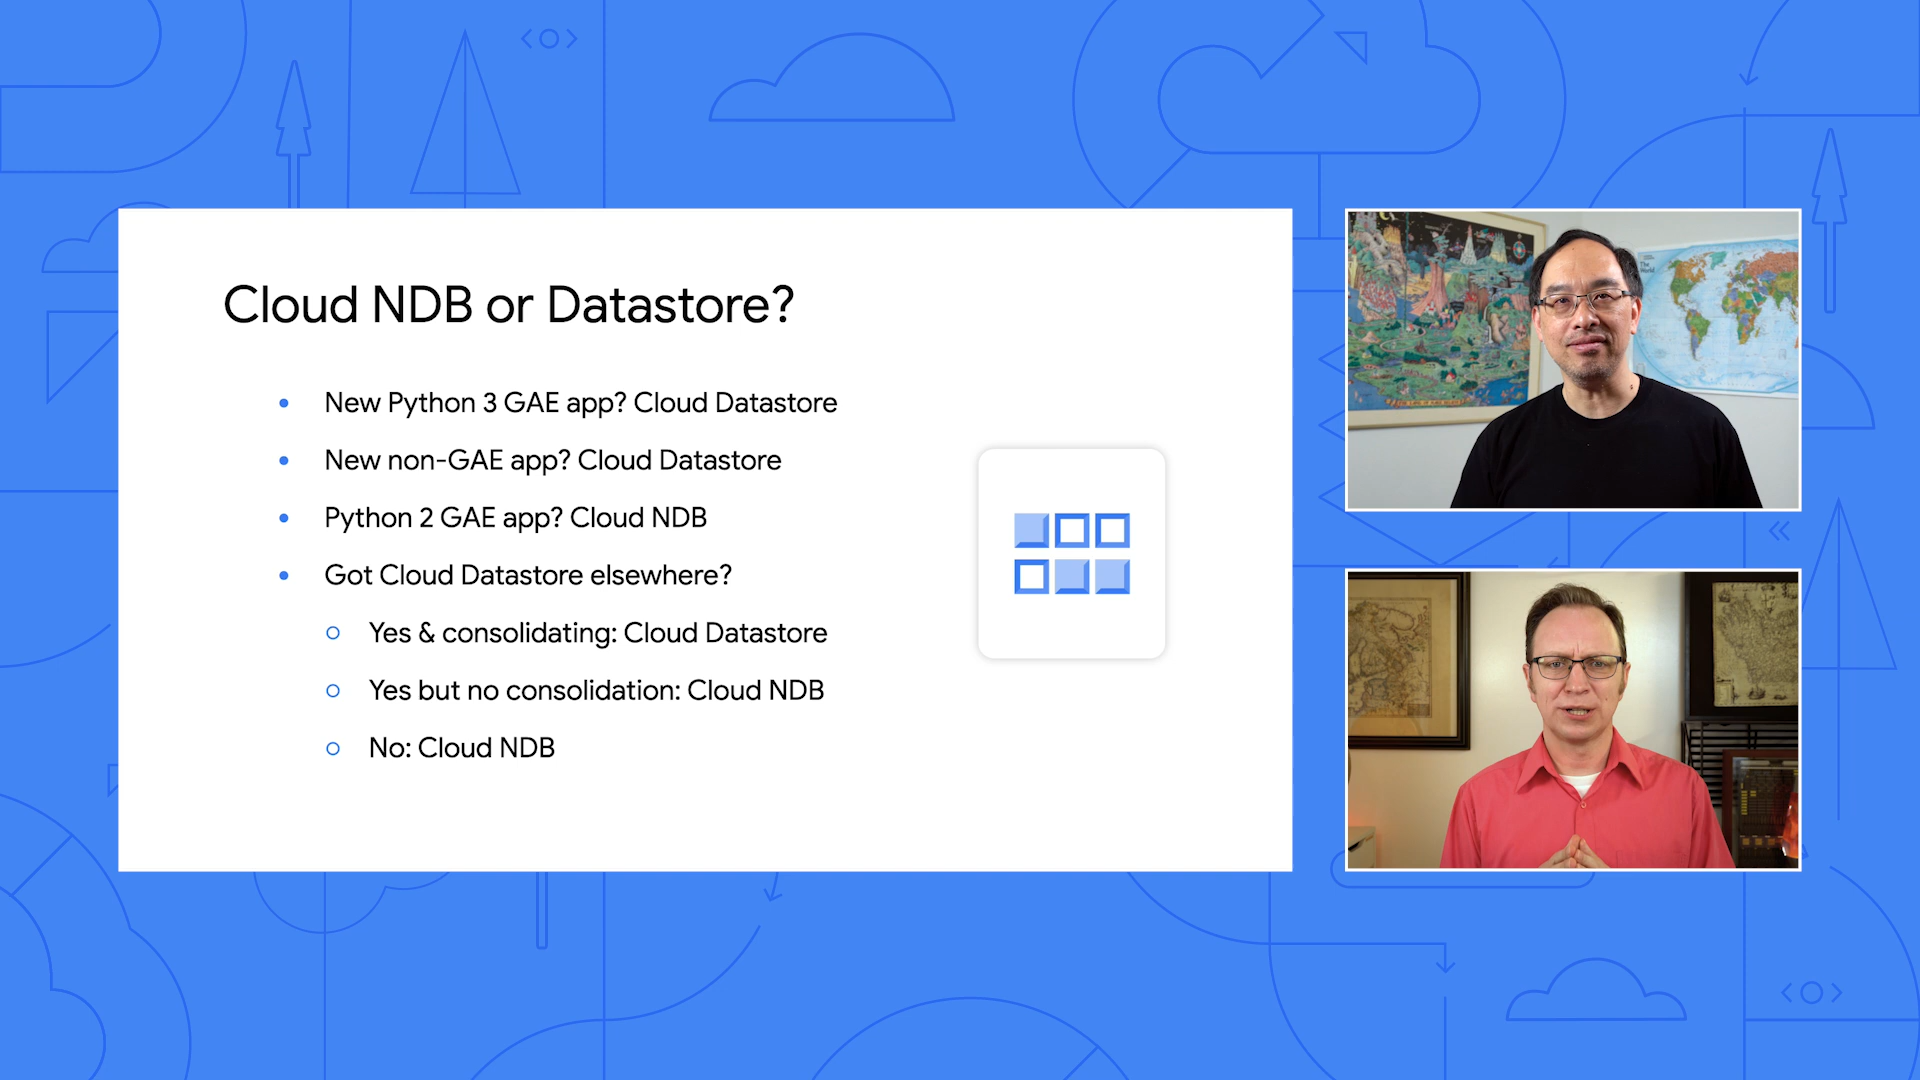 Cloud NDB or Datastore?
New Python 3 GAE app? Cloud Datastore
New non-GAE app? Cloud Datastore
Python 2 GAE app? Cloud NDB
Got Cloud Datastore elsewhere?
Yes & consolidating: Cloud Datastore
Yes but no consolidation: Cloud NDB
No: Cloud NDB
The World